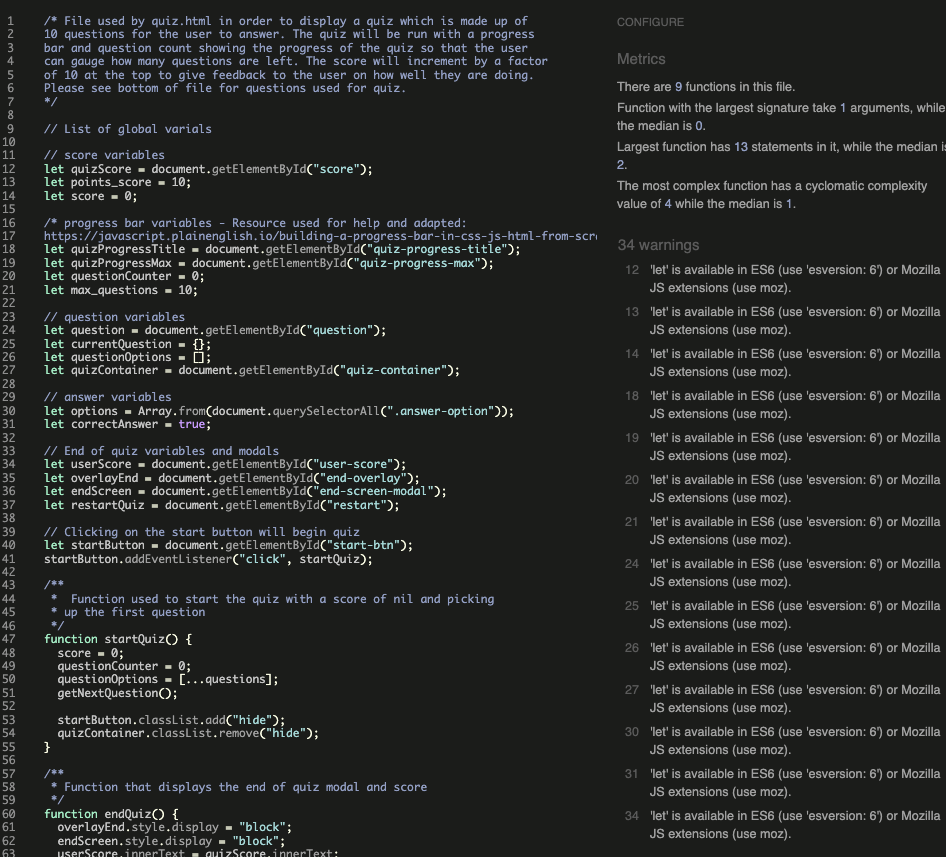 1 /* File used by quiz.html in order to display a quiz which is made up of
2 10 questions for the user to answer. The quiz will be run with a progress
3 bar and question count showing the progress of the quiz so that the user
4 can gauge how many questions are left. The score will increment by a factor
5 of 10 at the top to give feedback to the user on how well they are doing.
6 Please see bottom of file for questions used for quiz.
7 */
8
9 // List of global varials
10
11 // score variables
12 let quizScore = document.getElementById("score");
13 let points_score = 10;
14 let score = 0;
15
16 /* progress bar variables - Resource used for help and adapted:
17 https://javascript.plainenglish.io/building-a-progress-bar-in-css-js-html-from-scr
18 let quizProgressTitle = document.getElementById("quiz-progress-title");
19 let quizProgressMax = document.getElementById("quiz-progress-max");
20 let questionCounter = 0;
21 let max_questions = 10;
22
23 // question variables
24 let question = document.getElementById("question");
25 let currentQuestion = {};
26 let questionOptions = [];
27 let quizContainer = document.getElementById("quiz-container");
28
29 // answer variables
30 let options = Array.from(document.querySelectorAll(".answer-option"));
31 let correctAnswer = true;
32
33 // End of quiz variables and modals
34 let userScore = document.getElementById("user-score");
35 let overlayEnd = document.getElementById("end-overlay");
36 let endScreen = document.getElementById("end-screen-modal");
37 let restartQuiz = document.getElementById("restart");
38
39 // Clicking on the start button will begin quiz
40 let startButton = document.getElementById("start-btn");
41 startButton.addEventListener("click", startQuiz);
42
43 /**
44 *  Function used to start the quiz with a score of nil and picking
45 * up the first question
46 */
47 function startQuiz() {
48 score = 0;
49 questionCounter = 0;
50 questionOptions = [...questions];
51 getNextQuestion();
52
53 startButton.classList.add("hide");
54 quizContainer.classList.remove("hide");
55 }
56
57 /**
58 * Function that displays the end of quiz modal and score
59 */
60 function endQuiz() {
61 overlayEnd.style.display = "block";
62 endScreen.style.display = "block";
63 userScore.innerText = quizScore.innerText;
CONFIGURE
Metrics
There are 9 functions in this file.
Function with the largest signature take 1 arguments, while
the median is 0.
Largest function has 13 statements in it, while the median is
2.
The most complex function has a cyclomatic complexity
value of 4 while the median is 1.
34 warnings
12 'let' is available in ES6 (use 'esversion: 6') or Mozilla
JS extensions (use moz).
13 'let' is available in ES6 (use 'esversion: 6') or Mozilla
JS extensions (use moz).
14 'let' is available in ES6 (use 'esversion: 6') or Mozilla
JS extensions (use moz).
18 'let' is available in ES6 (use 'esversion: 6') or Mozilla
JS extensions (use moz).
19 'let' is available in ES6 (use 'esversion: 6') or Mozilla
JS extensions (use moz).
20 'let' is available in ES6 (use 'esversion: 6') or Mozilla
JS extensions (use moz).
21 'let' is available in ES6 (use 'esversion: 6') or Mozilla
JS extensions (use moz).
24 'let' is available in ES6 (use 'esversion: 6') or Mozilla
JS extensions (use moz).
25 'let' is available in ES6 (use 'esversion: 6') or Mozilla
JS extensions (use moz).
26 'let' is available in ES6 (use 'esversion: 6') or Mozilla
JS extensions (use moz).
27 'let' is available in ES6 (use 'esversion: 6') or Mozilla
JS extensions (use moz).
30 'let' is available in ES6 (use 'esversion: 6') or Mozilla
JS extensions (use moz).
31 'let' is available in ES6 (use 'esversion: 6') or Mozilla
JS extensions (use moz).
34 'let' is available in ES6 (use 'esversion: 6') or Mozilla
JS extensions (use moz).